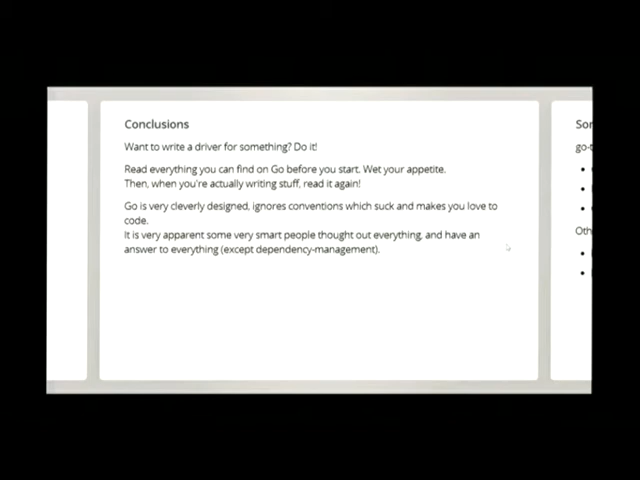 Conclusions
Want to write a driver for something? Do it!
Read everything you can find on Go before you start. Wet your appetite.
Then, when you're actually writing stuff, read it again!
Go is very cleverly designed, ignores conventions which suck and makes you love to
code.
It is very apparent some very smart people thought out everything, and have an
answer to everything (except dependency-management).